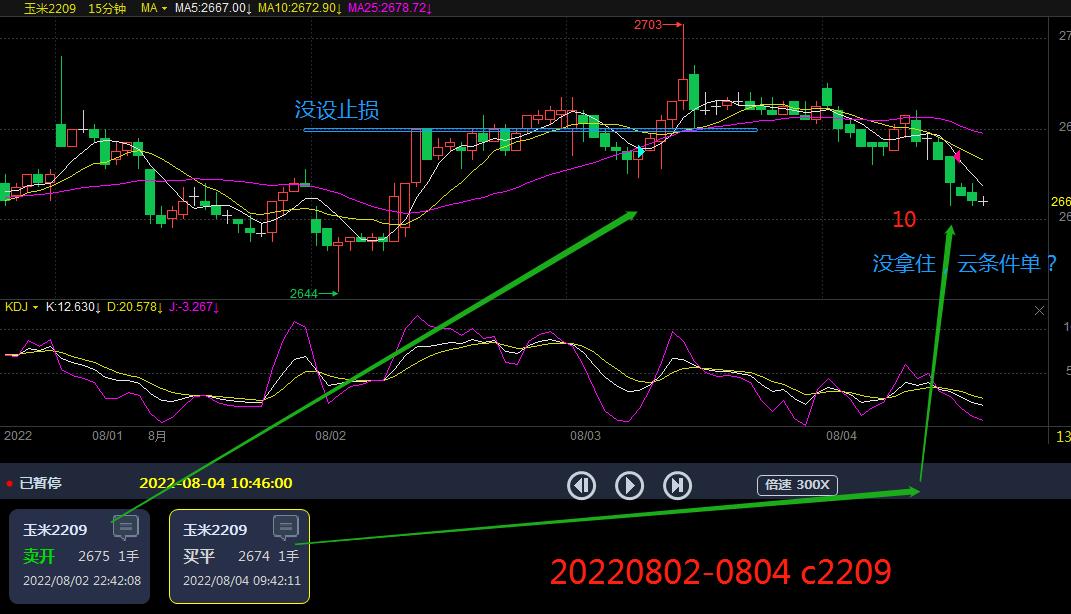 玉米2209 15分钟 MA MA5:2667.00↓ MA10:2672.90↓ MA25:2678.72↓
2703
没设止损
266
10
没拿住，云条件单？
2644
KDJ K:12.630↓ D:20.578↓ J:-3.267↓
2022 08/01 8月 08/02 08/03 08/04
已暂停 2022-08-04 10:46:00 倍速 300X
玉米2209
卖开 2675 1手
2022/08/02 22:42:08
玉米2209
买平 2674 1手
2022/08/04 09:42:11
20220802-0804 c2209